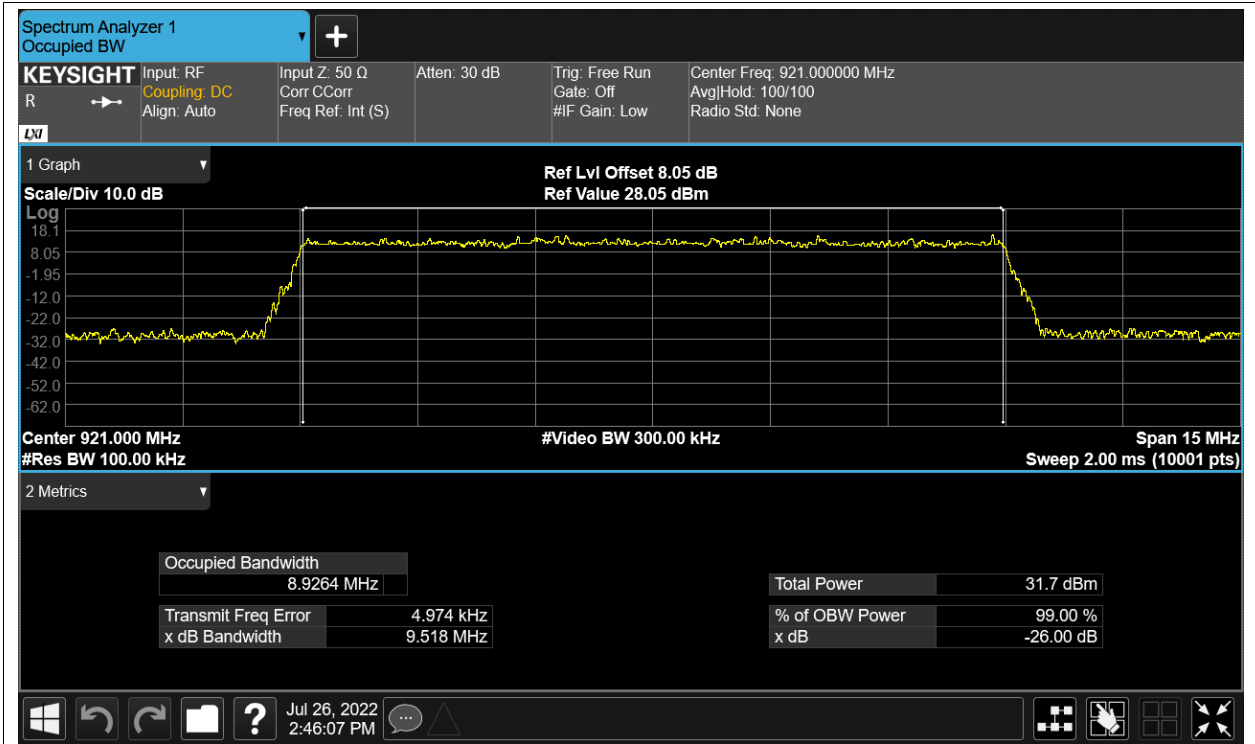 Spectrum Analyzer 1
Occupied BW
▼
+
KEYSIGHT
R
LXI
Input: RF
Coupling: DC
Align: Auto
Input Z: 50 Ω
Corr CCorr
Freq Ref: Int (S)
Atten: 30 dB
Trig: Free Run
Gate: Off
#IF Gain: Low
Center Freq: 921.000000 MHz
Avg|Hold: 100/100
Radio Std: None
1 Graph ▼
Scale/Div 10.0 dB
Ref Lvl Offset 8.05 dB
Ref Value 28.05 dBm
Log
18.1
8.05
-1.95
-12.0
-22.0
-32.0
-42.0
-52.0
-62.0
Center 921.000 MHz
#Res BW 100.00 kHz
#Video BW 300.00 kHz
Span 15 MHz
Sweep 2.00 ms (10001 pts)
2 Metrics ▼
Occupied Bandwidth
8.9264 MHz
Transmit Freq Error 4.974 kHz
x dB Bandwidth 9.518 MHz
Total Power 31.7 dBm
% of OBW Power 99.00 %
x dB -26.00 dB
?
Jul 26, 2022
2:46:07 PM